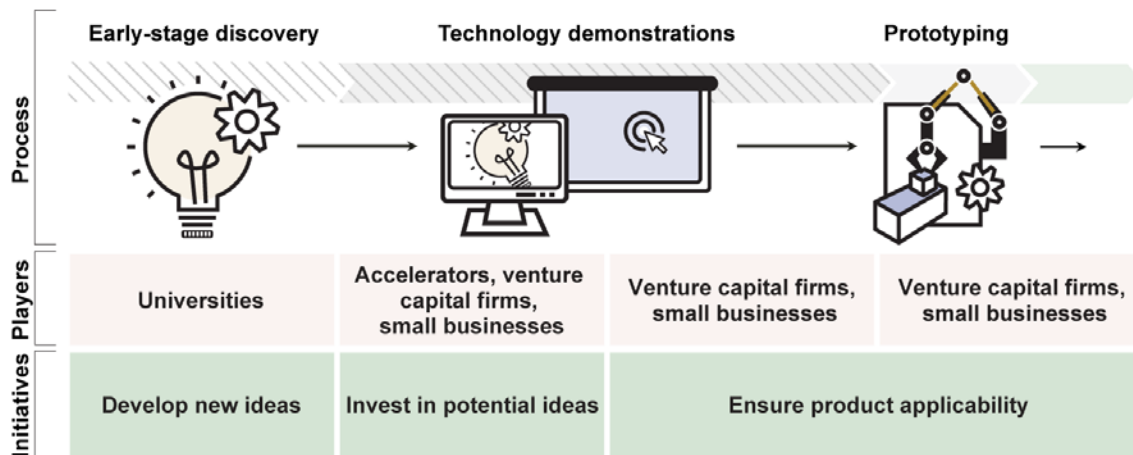 Early-stage discovery
Technology demonstrations
Prototyping
Process
Players
Universities
Accelerators, venture
capital firms,
small businesses
Venture capital firms,
small businesses
Venture capital firms,
small businesses
Initiatives
Develop new ideas
Invest in potential ideas
Ensure product applicability